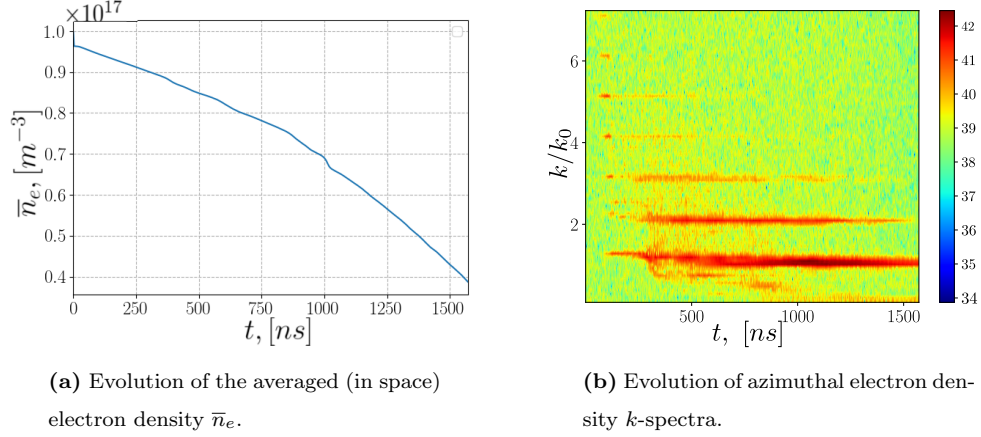 ×10¹⁷
1.0
0.9
0.8
0.7
0.6
0.5
0.4
n̅ₑ, [m⁻³]
0 250 500 750 1000 1250 1500
t, [ns]
6
4
2
k/k₀
500 1000 1500
t, [ns]
42
41
40
39
38
37
36
35
34
(a) Evolution of the averaged (in space)
electron density n̅ₑ.
(b) Evolution of azimuthal electron den-
sity k-spectra.